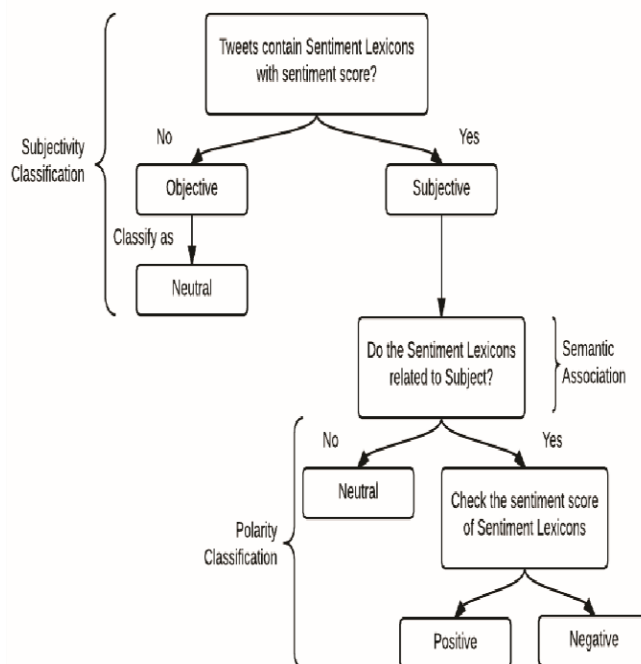 Tweets contain Sentiment Lexicons
with sentiment score?
No
Yes
Subjectivity
Classification
Objective
Subjective
Classify as
Neutral
Do the Sentiment Lexicons
related to Subject?
Semantic
Association
No
Yes
Neutral
Check the sentiment score
of Sentiment Lexicons
Polarity
Classification
Positive
Negative